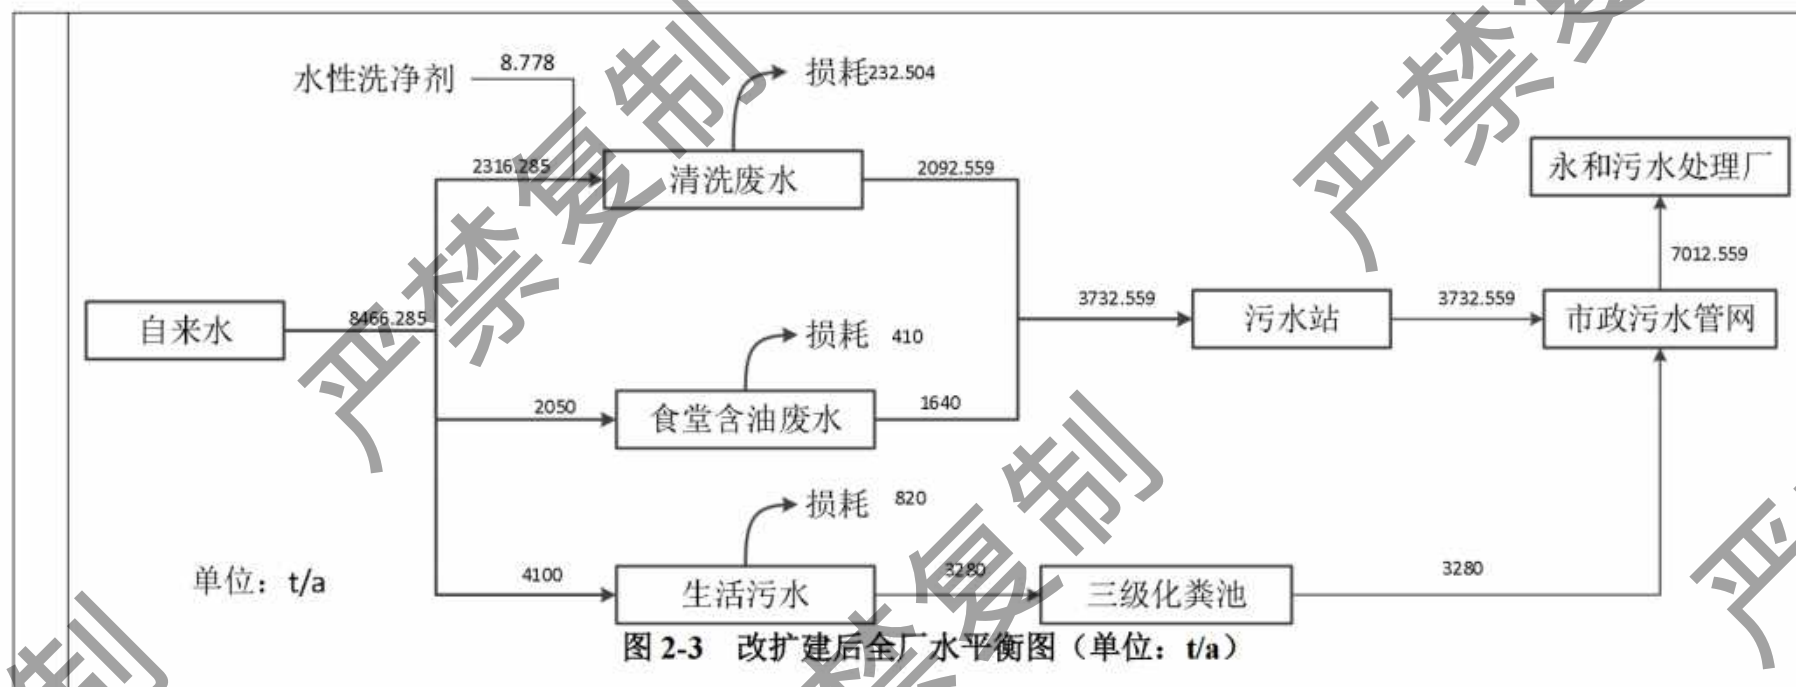 水性洗净剂
8.778
损耗232.504
2316.285
清洗废水
2092.559
永和污水处理厂
7012.559
自来水
8466.285
3732.559
污水站
3732.559
市政污水管网
损耗 410
2050
食堂含油废水
1640
损耗 820
单位：t/a
4100
生活污水
3280
三级化粪池
3280
图 2-3 改扩建后全厂水平衡图（单位：t/a）
严禁复制
严禁复
严禁复制
严
制